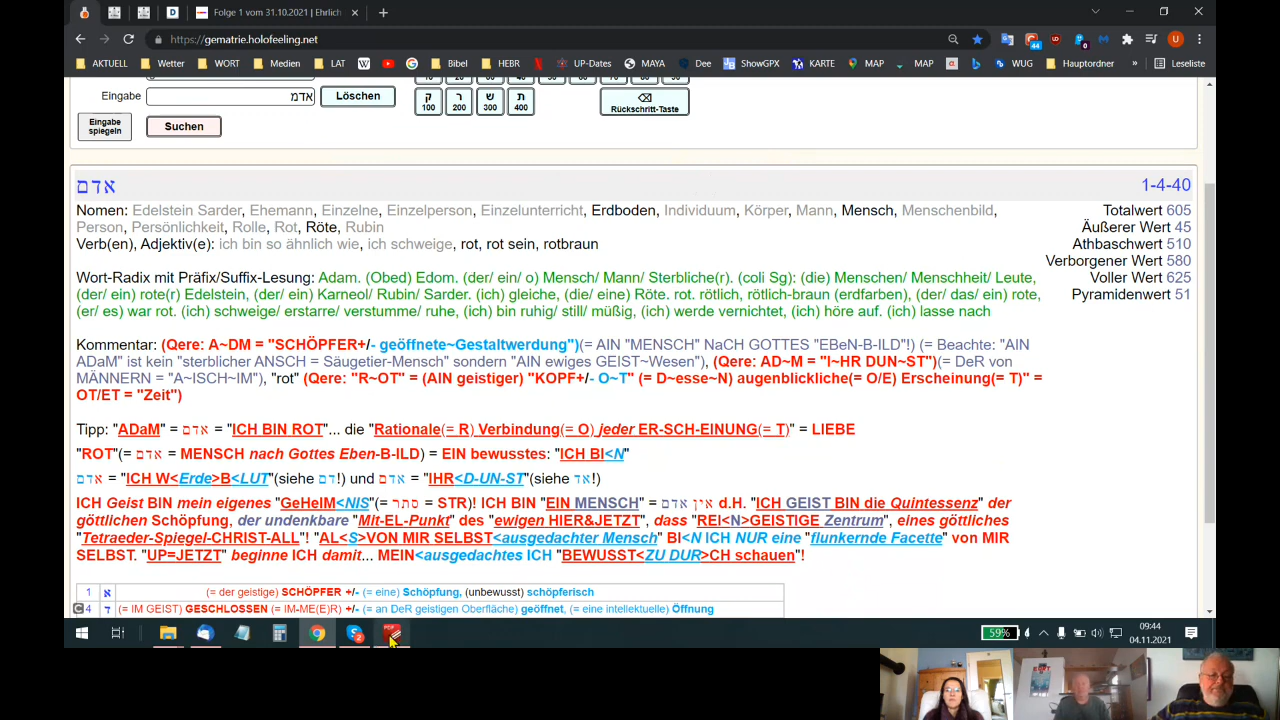 Folge 1 vom 31.10.2021 | Ehrlich
https://gematrie.holofeeling.net
AKTUELL Wetter WORT Medien LAT Bibel HEBR UP-Dates MAYA Dee ShowGPX KARTE MAP MAP WUG Hauptordner » Leseliste
Eingabe אדמ Löschen ק 100 ר 200 ש 300 ת 400 Rückschritt-Taste
Eingabe spiegeln Suchen
אדם 1-4-40
Nomen: Edelstein Sarder, Ehemann, Einzelne, Einzelperson, Einzelunterricht, Erdboden, Individuum, Körper, Mann, Mensch, Menschenbild, Totalwert 605
Person, Persönlichkeit, Rolle, Rot, Röte, Rubin Äußerer Wert 45
Verb(en), Adjektiv(e): ich bin so ähnlich wie, ich schweige, rot, rot sein, rotbraun Athbaschwert 510
Verborgener Wert 580
Wort-Radix mit Präfix/Suffix-Lesung: Adam. (Obed) Edom. (der/ ein/ o) Mensch/ Mann/ Sterbliche(r). (coli Sg): (die) Menschen/ Menschheit/ Leute, Voller Wert 625
(der/ ein) rote(r) Edelstein, (der/ ein) Karneol/ Rubin/ Sarder. (ich) gleiche, (die/ eine) Röte. rot. rötlich, rötlich-braun (erdfarben), (der/ das/ ein) rote, Pyramidenwert 51
(er/ es) war rot. (ich) schweige/ erstarre/ verstumme/ ruhe, (ich) bin ruhig/ still/ müßig, (ich) werde vernichtet, (ich) höre auf. (ich) lasse nach
Kommentar: (Qere: A~DM = "SCHÖPFER+/- geöffnete~Gestaltwerdung")(= AIN "MENSCH" NaCH GOTTES "EBeN-B-ILD"!) (= Beachte: "AIN
ADaM" ist kein "sterblicher ANSCH = Säugetier-Mensch" sondern "AIN ewiges GEIST~Wesen"), (Qere: AD~M = "I~HR DUN~ST")(= DeR von
MÄNNERN = "A~ISCH~IM"), "rot" (Qere: "R~OT" = (AIN geistiger) "KOPF+/- O~T" (= D~esse~N) augenblickliche(= O/E) Erscheinung(= T)" =
OT/ET = "Zeit")
Tipp: "ADaM" = אדם = "ICH BIN ROT"... die "Rationale(= R) Verbindung(= O) jeder ER-SCH-EINUNG(= T)" = LIEBE
"ROT"(= אדם = MENSCH nach Gottes Eben-B-ILD) = EIN bewusstes: "ICH BI<N"
אדם = "ICH W<Erde>B<LUT"(siehe דם!) und אדם = "IHR<D-UN-ST"(siehe אד!)
ICH Geist BIN mein eigenes "GeHeIM<NIS"(= סתר = STR)! ICH BIN "EIN MENSCH" = אין אדם d.H. "ICH GEIST BIN die Quintessenz" der
göttlichen Schöpfung, der undenkbare "MIt-EL-Punkt" des "ewigen HIER&JETZT", dass "REI<N>GEISTIGE Zentrum", eines göttliches
"Tetraeder-Spiegel-CHRIST-ALL"! "AL<S>VON MIR SELBST<ausgedachter Mensch" BI<N ICH NUR eine "flunkernde Facette" von MIR
SELBST. "UP=JETZT" beginne ICH damit... MEIN<ausgedachtes ICH "BEWUSST<ZU DUR>CH schauen"!
1 א (= der geistige) SCHÖPFER +/- (= eine) Schöpfung, (unbewusst) schöpferisch
4 ד (= IM GEIST) GESCHLOSSEN (= IM-ME(E)R) +/- (= an DeR geistigen Oberfläche) geöffnet, (= eine intellektuelle) Öffnung
59% 09:44
04.11.2021